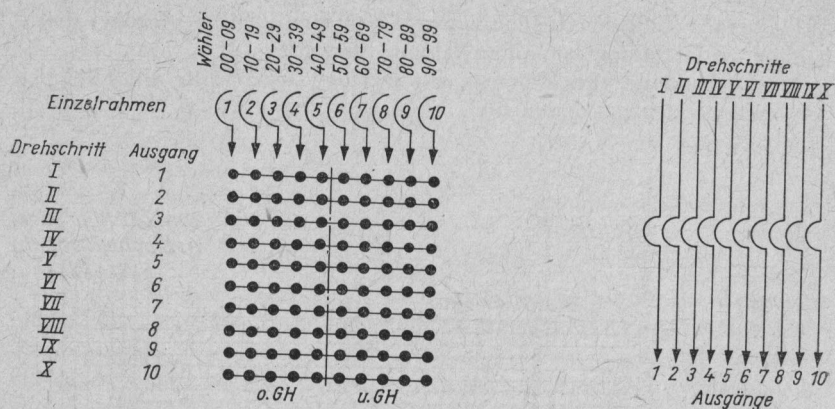 Wähler
00-09
10-19
20-29
30-39
40-49
50-59
60-69
70-79
80-89
90-99
Einzelrahmen 1 2 3 4 5 6 7 8 9 10
Drehschritt Ausgang
I 1
II 2
III 3
IV 4
V 5
VI 6
VII 7
VIII 8
IX 9
X 10
o.GH u.GH
Drehschritte
I II III IV V VI VII VIII IX X
1 2 3 4 5 6 7 8 9 10
Ausgänge